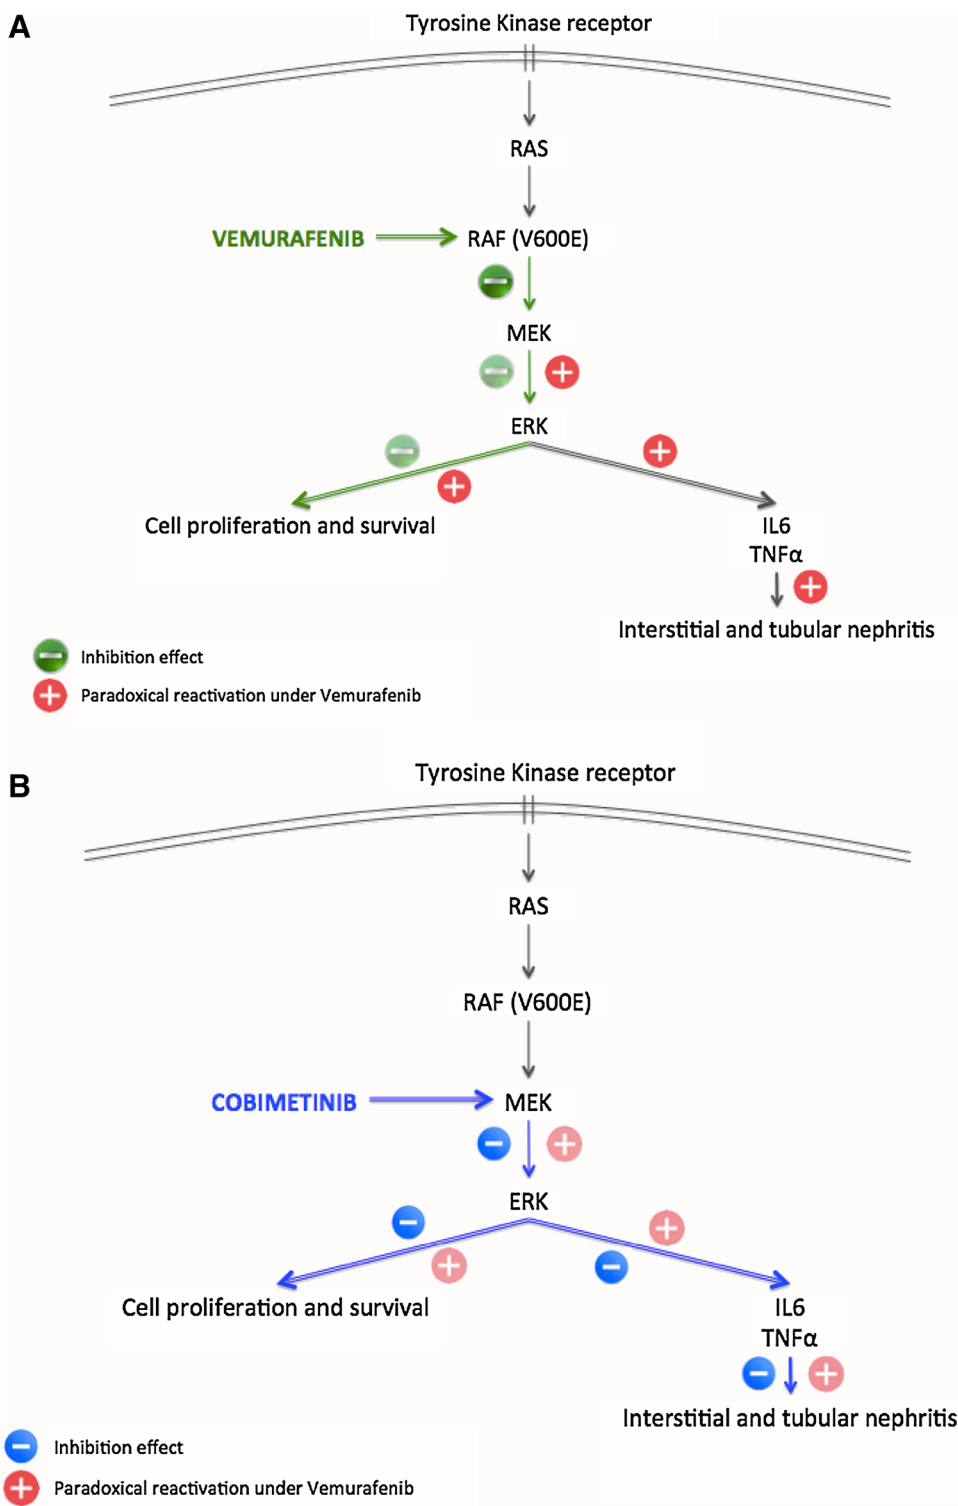 A
Tyrosine Kinase receptor
RAS
VEMURAFENIB RAF (V600E)
MEK
ERK
Cell proliferation and survival
IL6
TNFα
Interstitial and tubular nephritis
Inhibition effect
Paradoxical reactivation under Vemurafenib
B
Tyrosine Kinase receptor
RAS
RAF (V600E)
COBIMETINIB MEK
ERK
Cell proliferation and survival
IL6
TNFα
Interstitial and tubular nephritis
Inhibition effect
Paradoxical reactivation under Vemurafenib